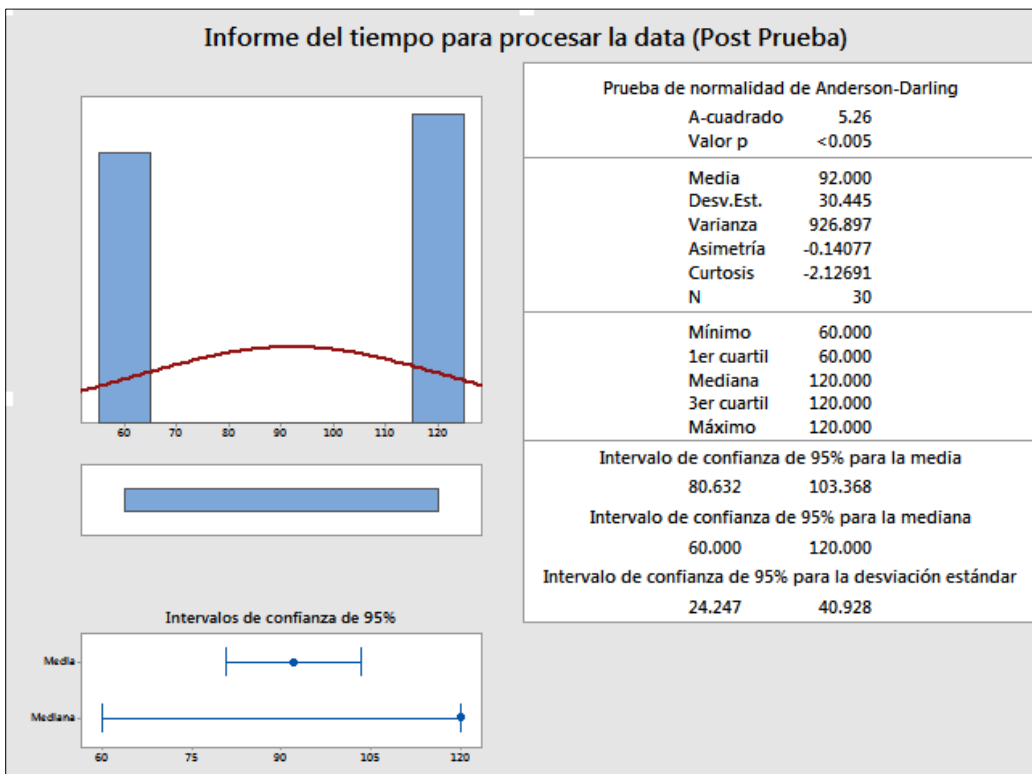 Informe del tiempo para procesar la data (Post Prueba)
60 70 80 90 100 110 120
Intervalos de confianza de 95%
Media
Mediana
60 75 90 105 120
Prueba de normalidad de Anderson-Darling
A-cuadrado 5.26
Valor p <0.005
Media 92.000
Desv.Est. 30.445
Varianza 926.897
Asimetría -0.14077
Curtosis -2.12691
N 30
Mínimo 60.000
1er cuartil 60.000
Mediana 120.000
3er cuartil 120.000
Máximo 120.000
Intervalo de confianza de 95% para la media
80.632 103.368
Intervalo de confianza de 95% para la mediana
60.000 120.000
Intervalo de confianza de 95% para la desviación estándar
24.247 40.928